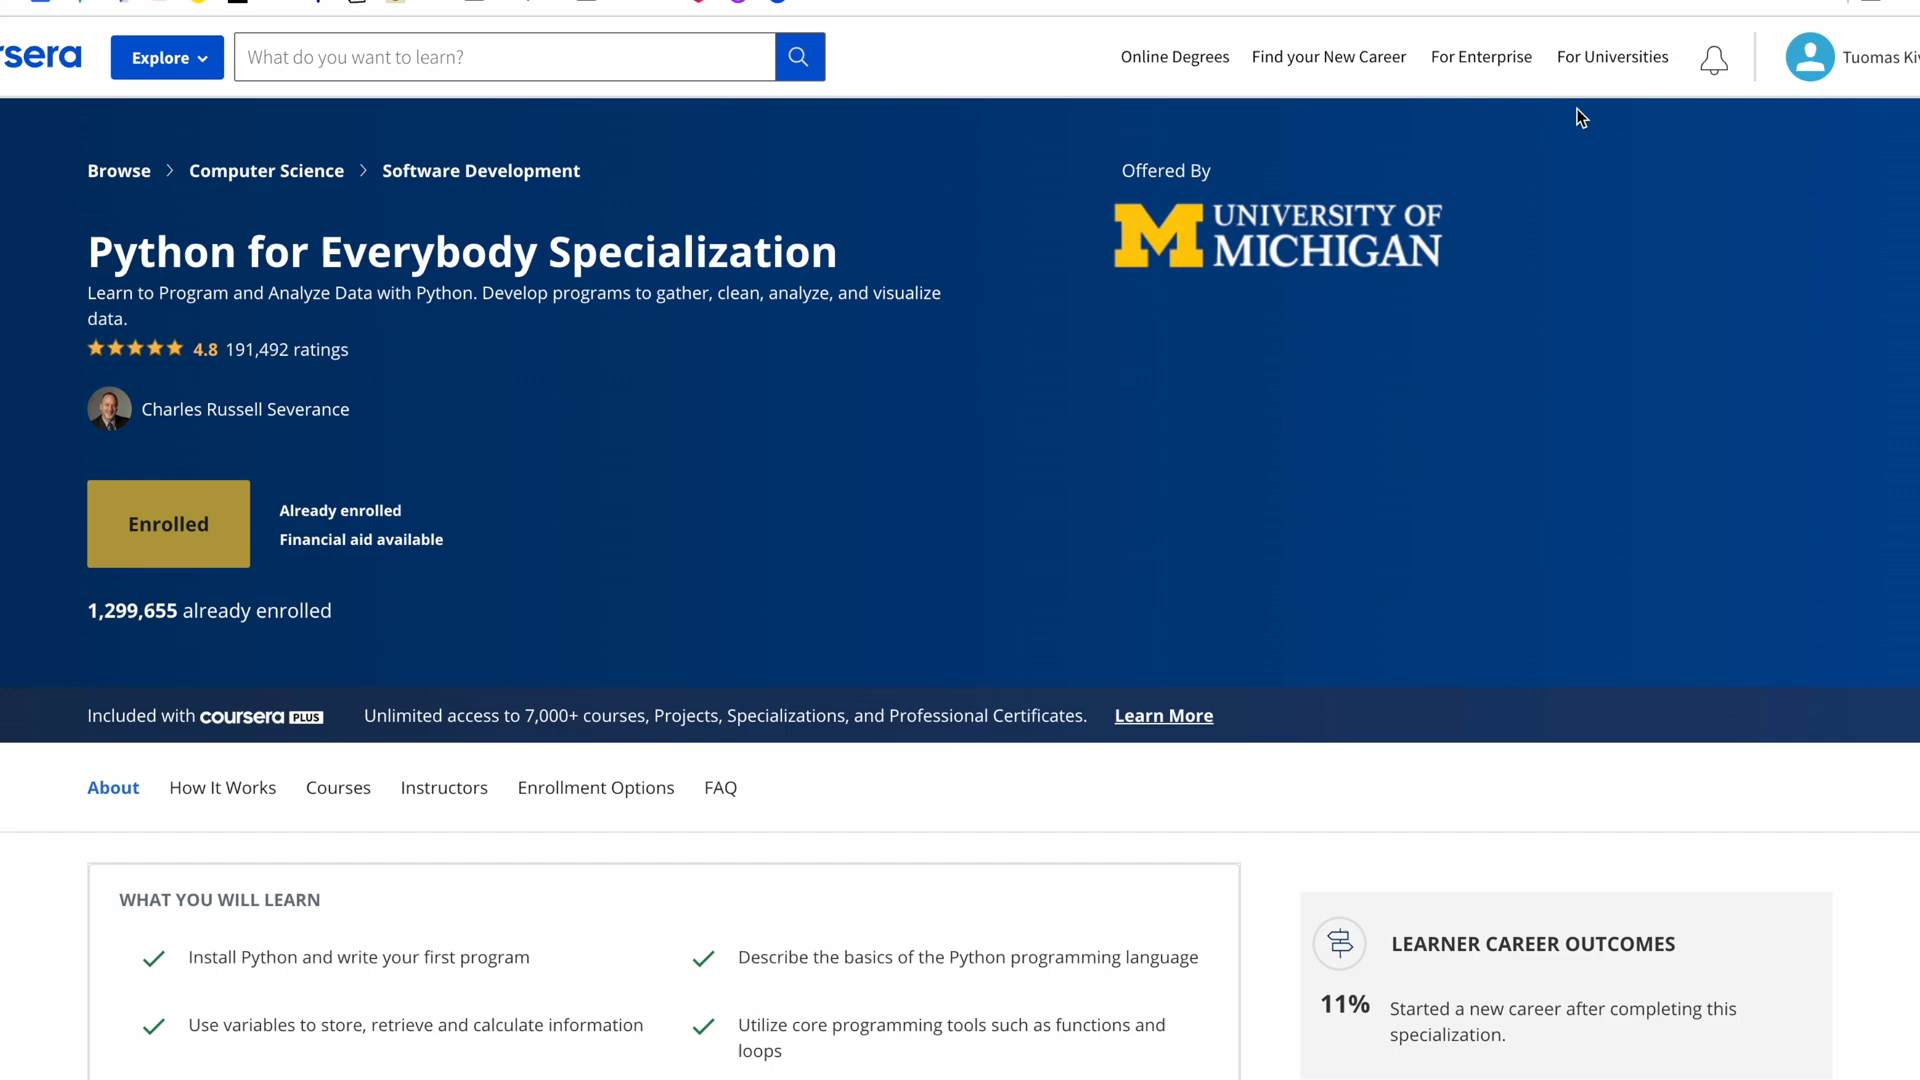 rsera
Explore
What do you want to learn?
Online Degrees
Find your New Career
For Enterprise
For Universities
Tuomas
Browse > Computer Science > Software Development
Offered By
M UNIVERSITY OF
MICHIGAN
Python for Everybody Specialization
Learn to Program and Analyze Data with Python. Develop programs to gather, clean, analyze, and visualize
data.
4.8 191,492 ratings
Charles Russell Severance
Enrolled
Already enrolled
Financial aid available
1,299,655 already enrolled
Included with coursera PLUS
Unlimited access to 7,000+ courses, Projects, Specializations, and Professional Certificates.
Learn More
About
How It Works
Courses
Instructors
Enrollment Options
FAQ
WHAT YOU WILL LEARN
Install Python and write your first program
Describe the basics of the Python programming language
Use variables to store, retrieve and calculate information
Utilize core programming tools such as functions and
loops
LEARNER CAREER OUTCOMES
11%
Started a new career after completing this
specialization.